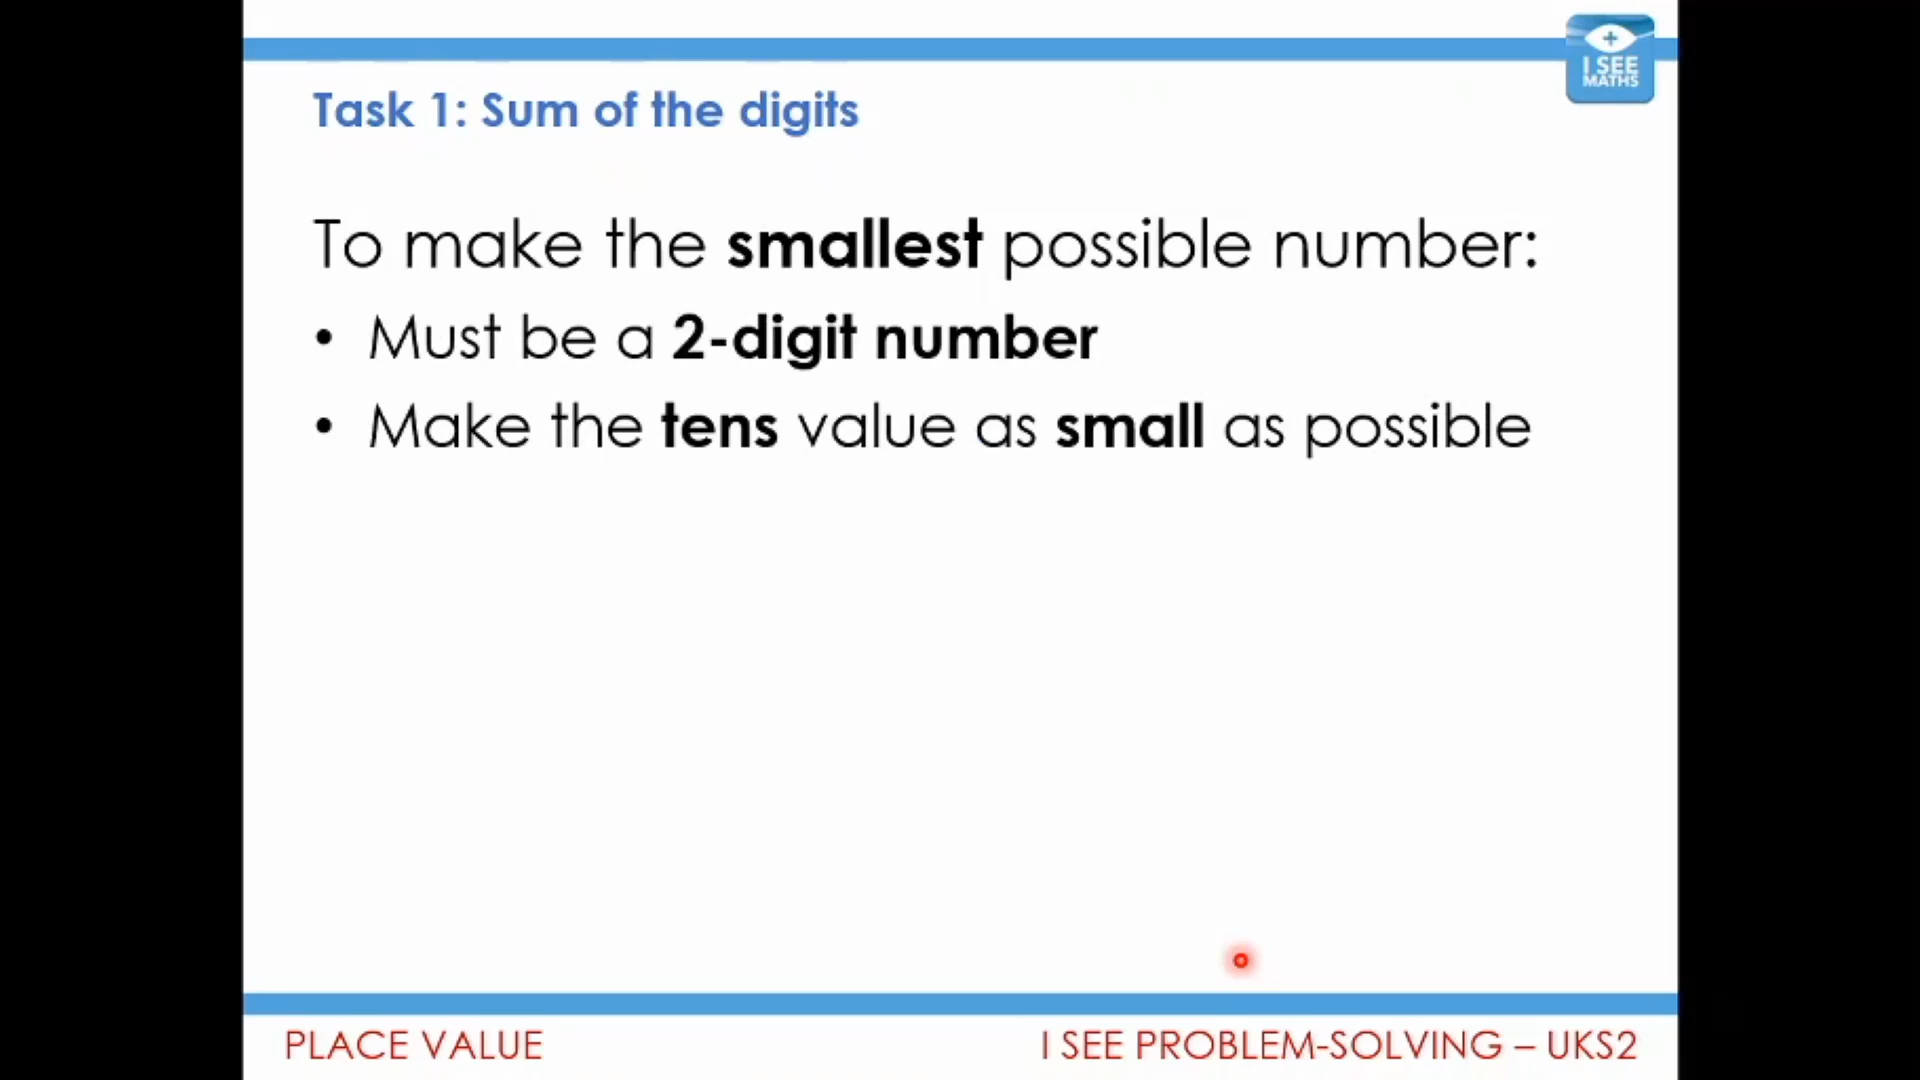 I SEE
MATHS
Task 1: Sum of the digits
To make the smallest possible number:
• Must be a 2-digit number
• Make the tens value as small as possible
PLACE VALUE
I SEE PROBLEM-SOLVING – UKS2